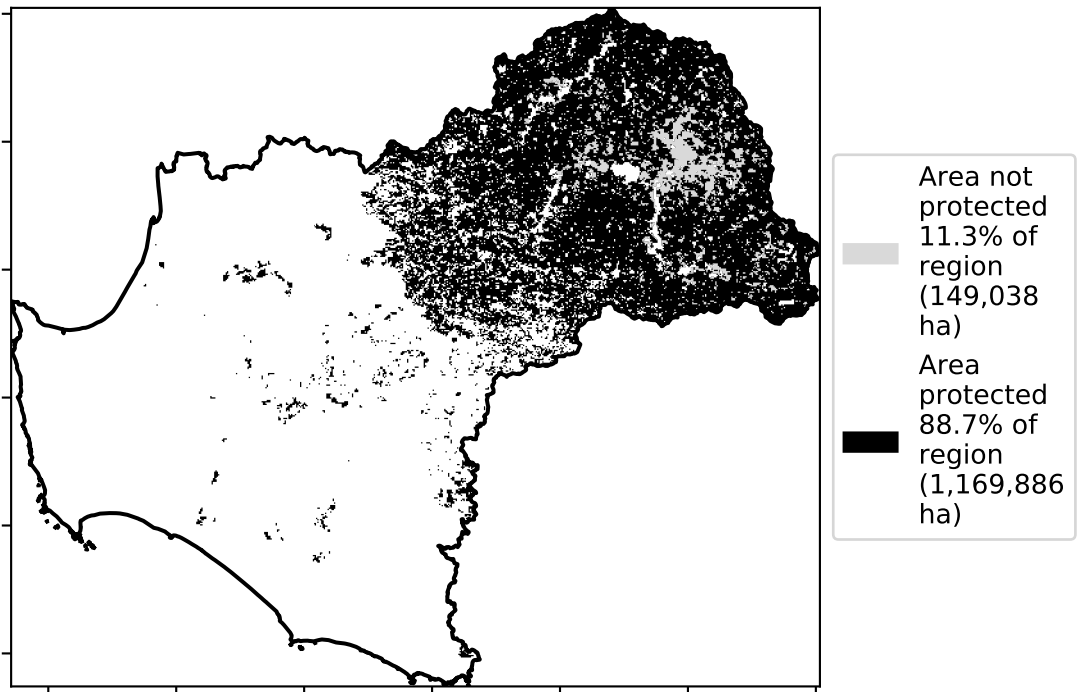 Area not
protected
11.3% of
region
(149,038
ha)
Area
protected
88.7% of
region
(1,169,886
ha)